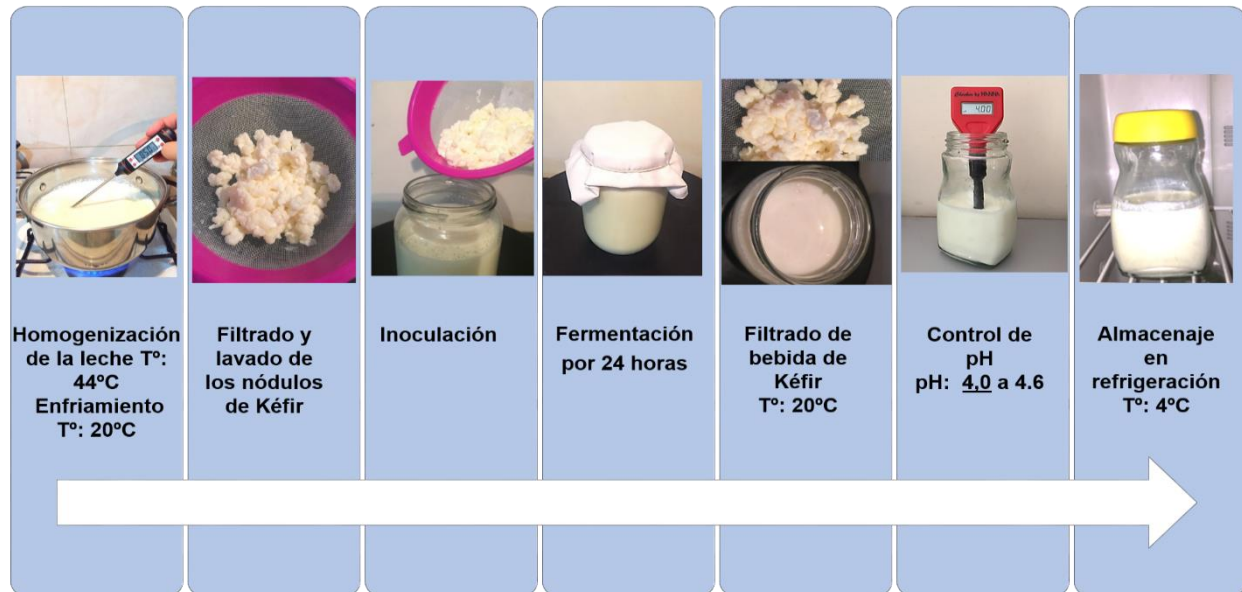 Homogenización
de la leche Tº:
44ºC
Enfriamiento
Tº: 20ºC
Filtrado y
lavado de
los nódulos
de Kéfir
Inoculación
Fermentación
por 24 horas
Filtrado de
bebida de
Kéfir
Tº: 20ºC
Control de
pH
pH: 4,0 a 4.6
4.00
Almacenaje
en
refrigeración
Tº: 4ºC